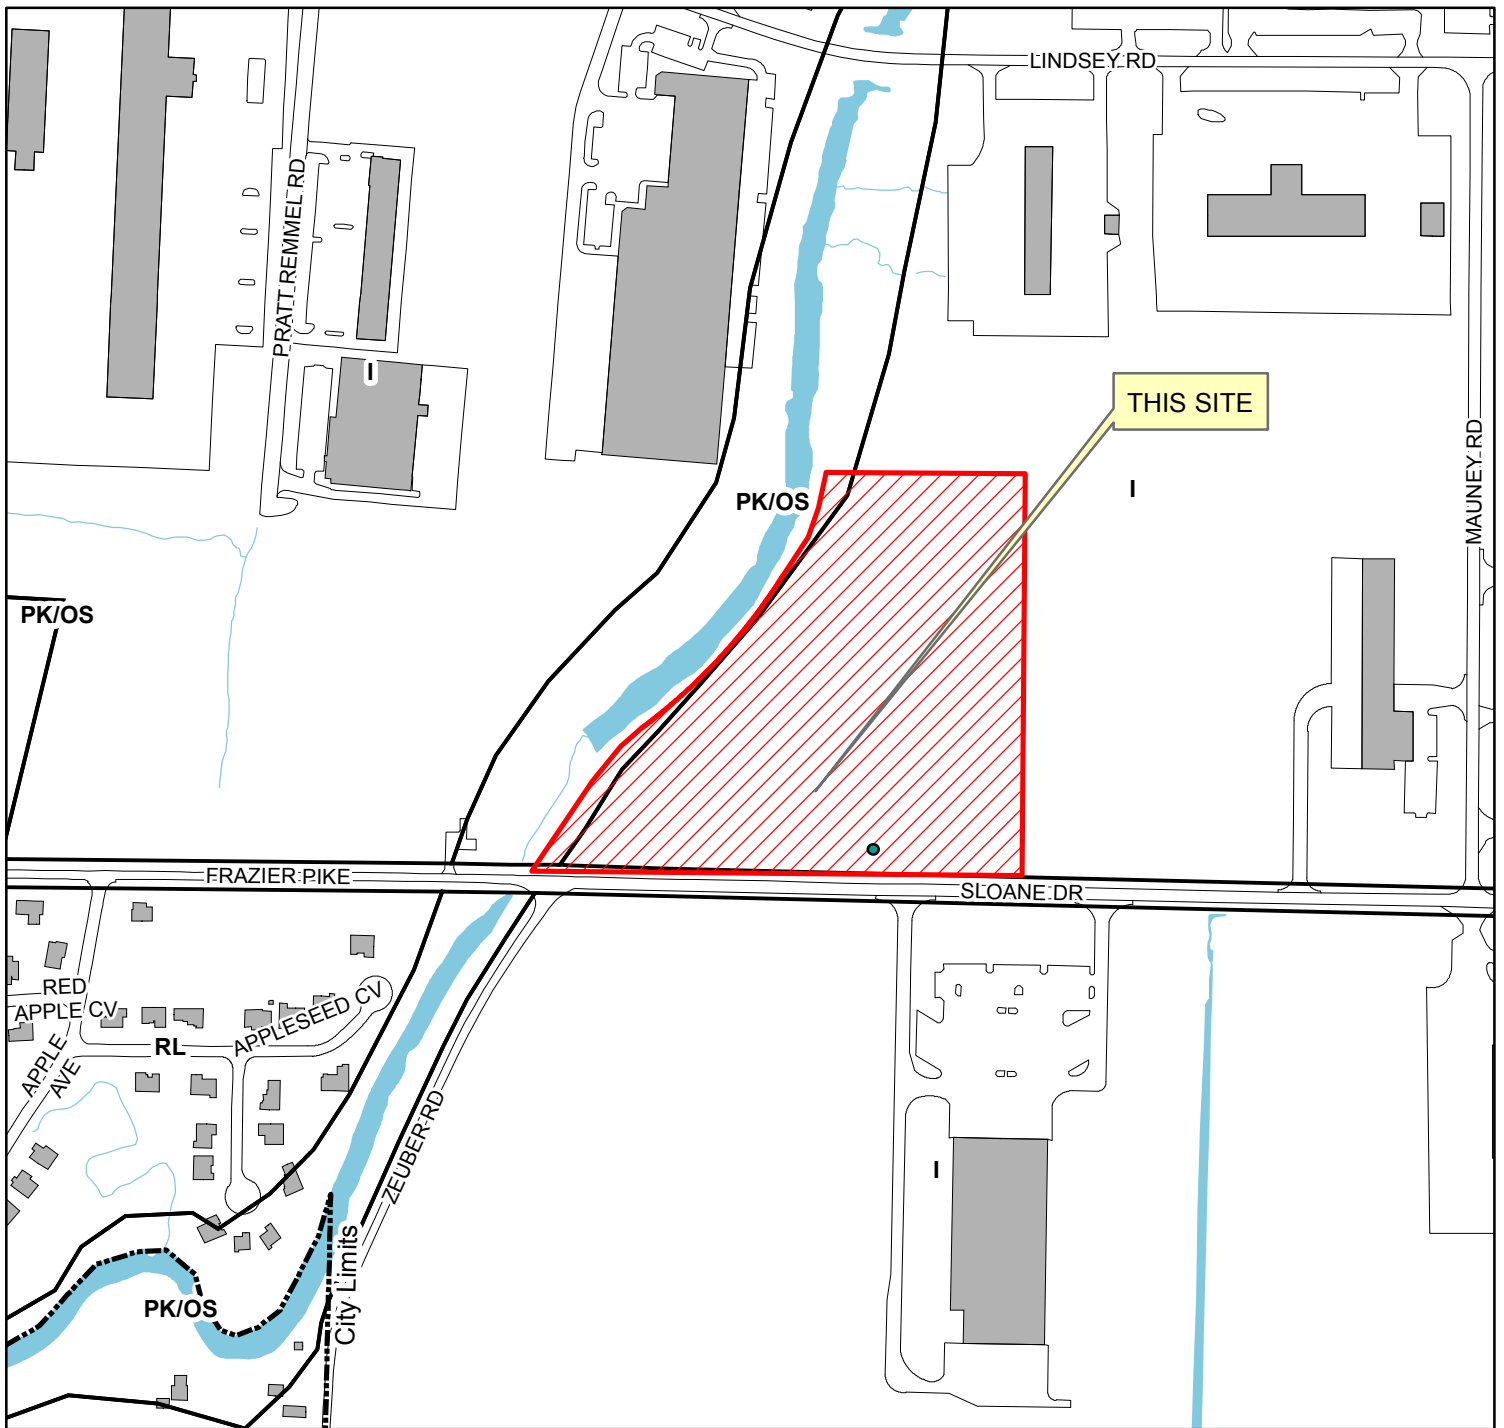 LINDSEY RD
PRATT REMMEL RD
I
THIS SITE
I
MAUNEY RD
PK/OS
PK/OS
FRAZIER PIKE
SLOANE DR
RED
APPLE CV
APPLESEED CV
RL
APPLE
AVE
ZEUBER RD
I
City Limits
PK/OS